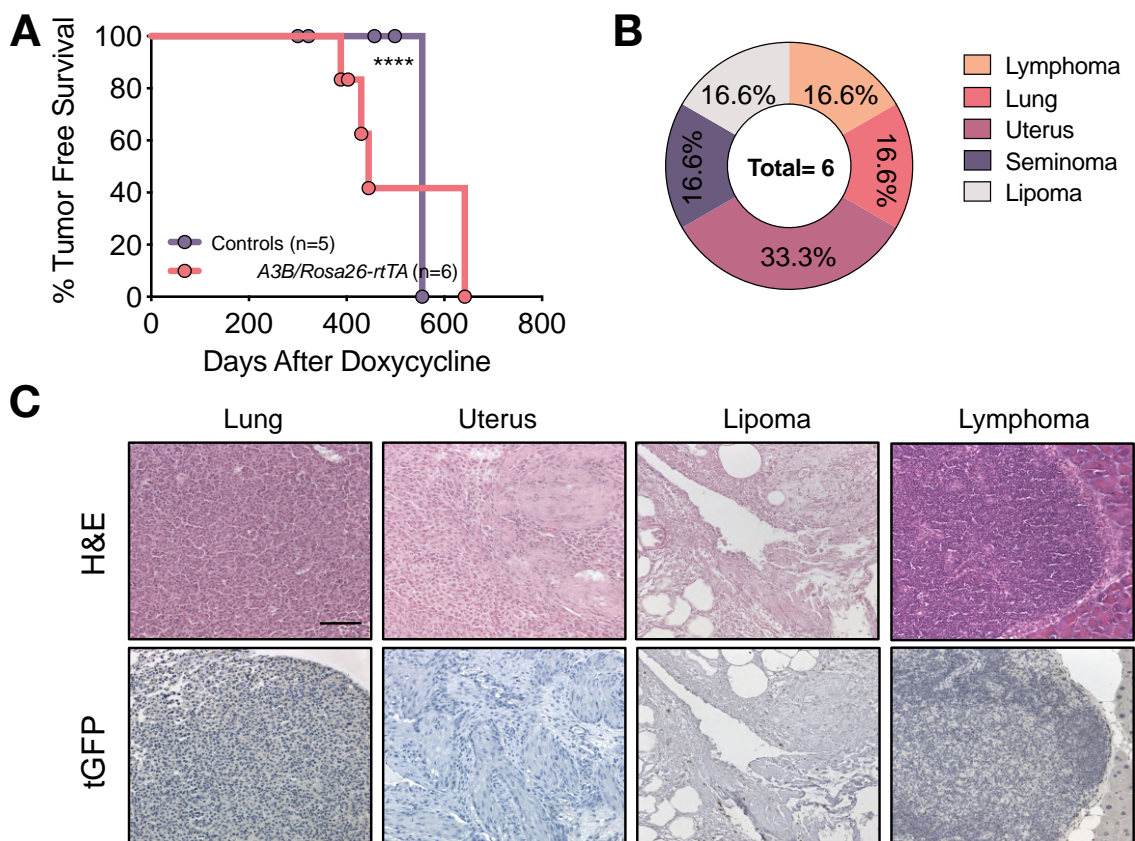 A
% Tumor Free Survival
100
80
60
40
20
0
****
Controls (n=5)
A3B/Rosa26-rtTA (n=6)
0 200 400 600 800
Days After Doxycycline
B
16.6%
16.6%
33.3%
16.6%
16.6%
Total= 6
Lymphoma
Lung
Uterus
Seminoma
Lipoma
C
Lung Uterus Lipoma Lymphoma
H&E
tGFP